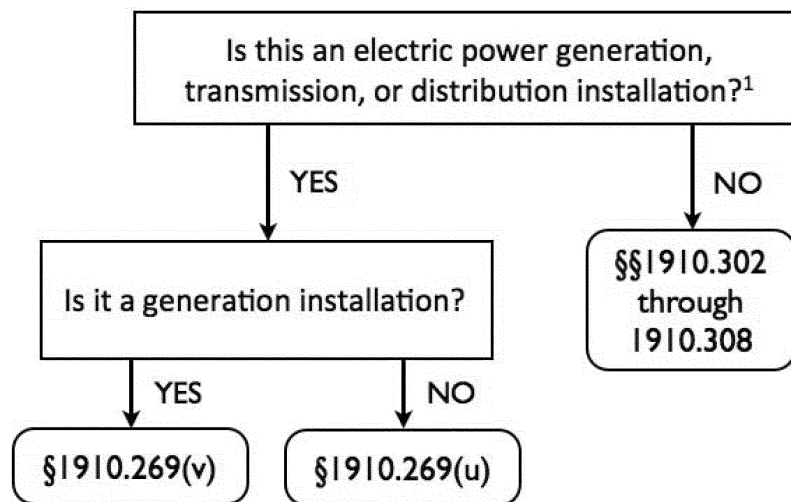 Is this an electric power generation,
transmission, or distribution installation?¹
YES
NO
Is it a generation installation?
§§1910.302
through
1910.308
YES
NO
§1910.269(v)
§1910.269(u)